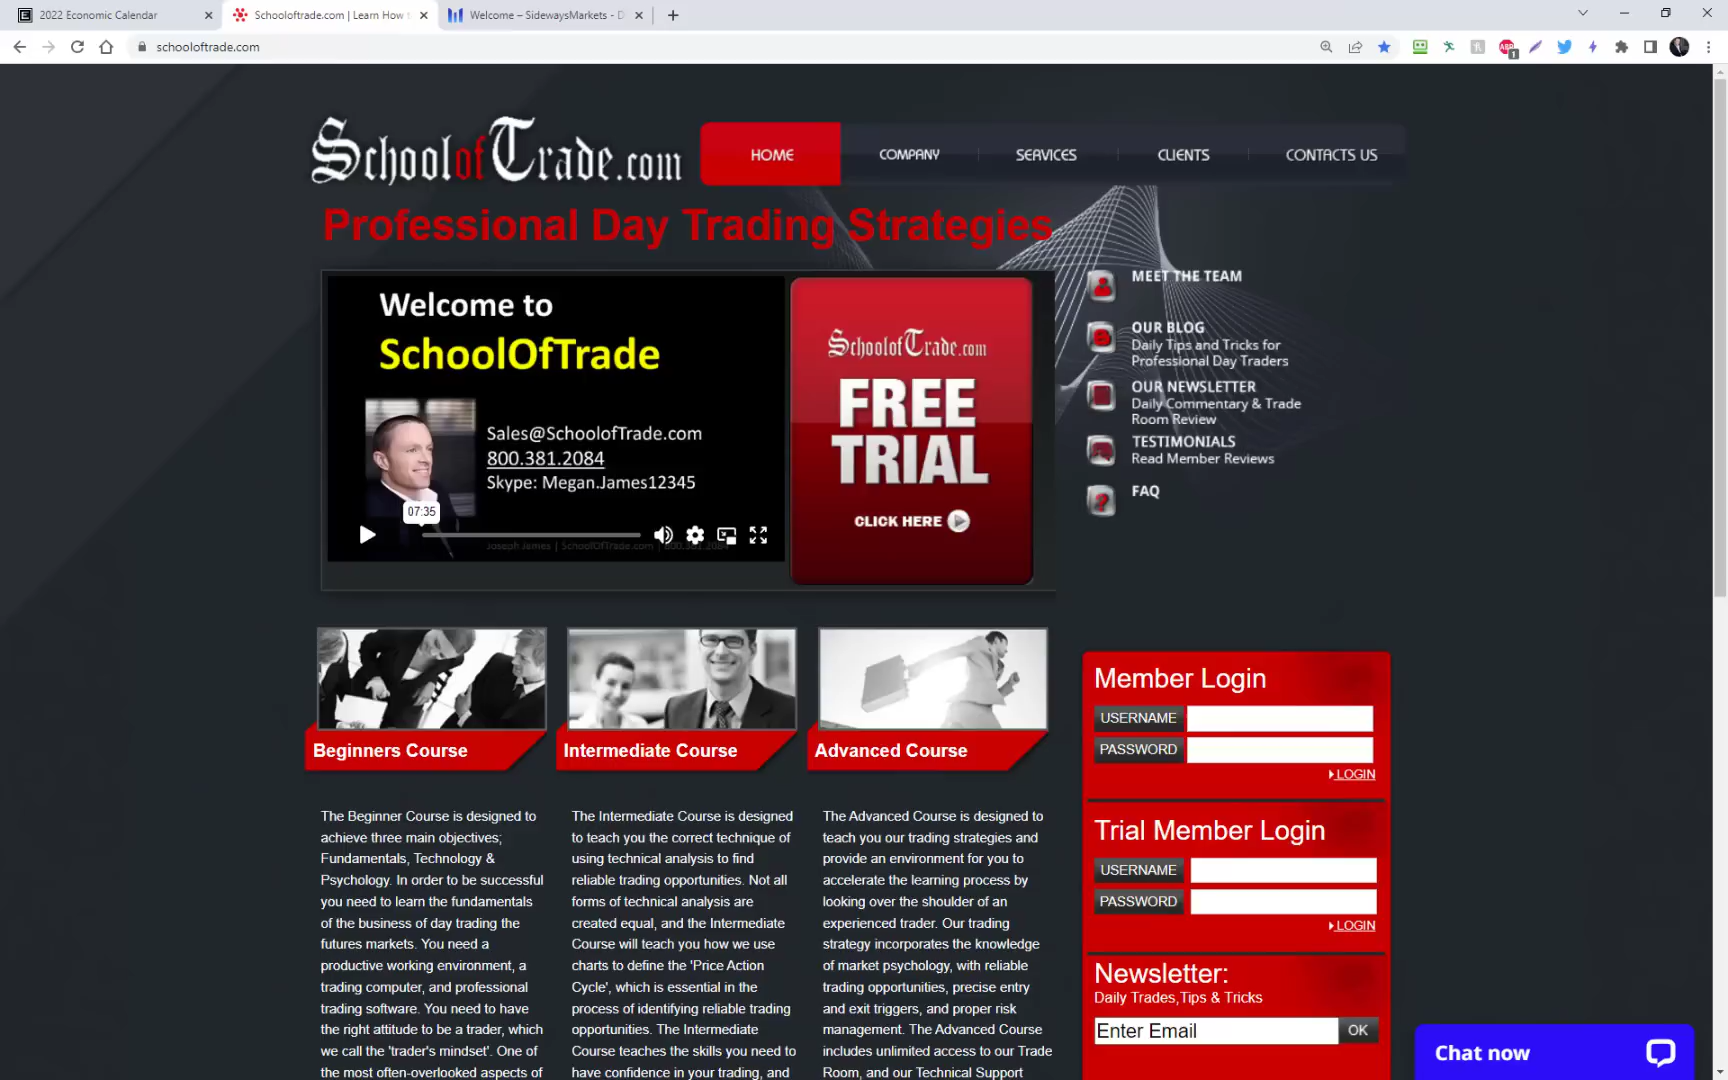 2022 Economic Calendar
Schooloftrade.com | Learn How to
Welcome – SidewaysMarkets - D
schooloftrade.com
ABP
1
SchoolofTrade.com
HOME
COMPANY
SERVICES
CLIENTS
CONTACTS US
Professional Day Trading Strategies
Welcome to
SchoolOfTrade
Sales@SchoolofTrade.com
800.381.2084
Skype: Megan.James12345
07:35
Joseph James | SchoolOfTrade.com | 800.381.2084
SchoolofTrade.com
FREE
TRIAL
CLICK HERE
MEET THE TEAM
OUR BLOG
Daily Tips and Tricks for
Professional Day Traders
OUR NEWSLETTER
Daily Commentary & Trade
Room Review
TESTIMONIALS
Read Member Reviews
FAQ
Beginners Course
The Beginner Course is designed to
achieve three main objectives;
Fundamentals, Technology &
Psychology. In order to be successful
you need to learn the fundamentals
of the business of day trading the
futures markets. You need a
productive working environment, a
trading computer, and professional
trading software. You need to have
the right attitude to be a trader, which
we call the 'trader's mindset'. One of
the most often-overlooked aspects of
Intermediate Course
The Intermediate Course is designed
to teach you the correct technique of
using technical analysis to find
reliable trading opportunities. Not all
forms of technical analysis are
created equal, and the Intermediate
Course will teach you how we use
charts to define the 'Price Action
Cycle', which is essential in the
process of identifying reliable trading
opportunities. The Intermediate
Course teaches the skills you need to
have confidence in your trading, and
Advanced Course
The Advanced Course is designed to
teach you our trading strategies and
provide an environment for you to
accelerate the learning process by
looking over the shoulder of an
experienced trader. Our trading
strategy incorporates the knowledge
of market psychology, with reliable
trading opportunities, precise entry
and exit triggers, and proper risk
management. The Advanced Course
includes unlimited access to our Trade
Room, and our Technical Support
Member Login
USERNAME
PASSWORD
LOGIN
Trial Member Login
USERNAME
PASSWORD
LOGIN
Newsletter:
Daily Trades,Tips & Tricks
Enter Email
OK
Chat now